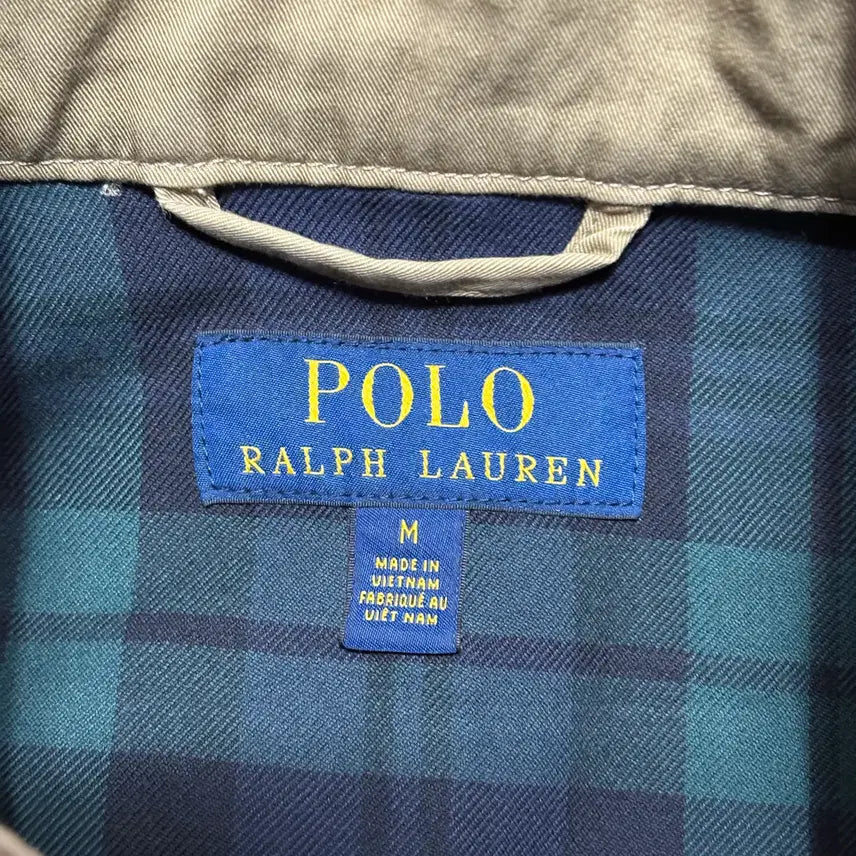 POLO
RALPH LAUREN
M
MADE IN
VIETNAM
FABRIQUÉ AU
VIÊT NAM